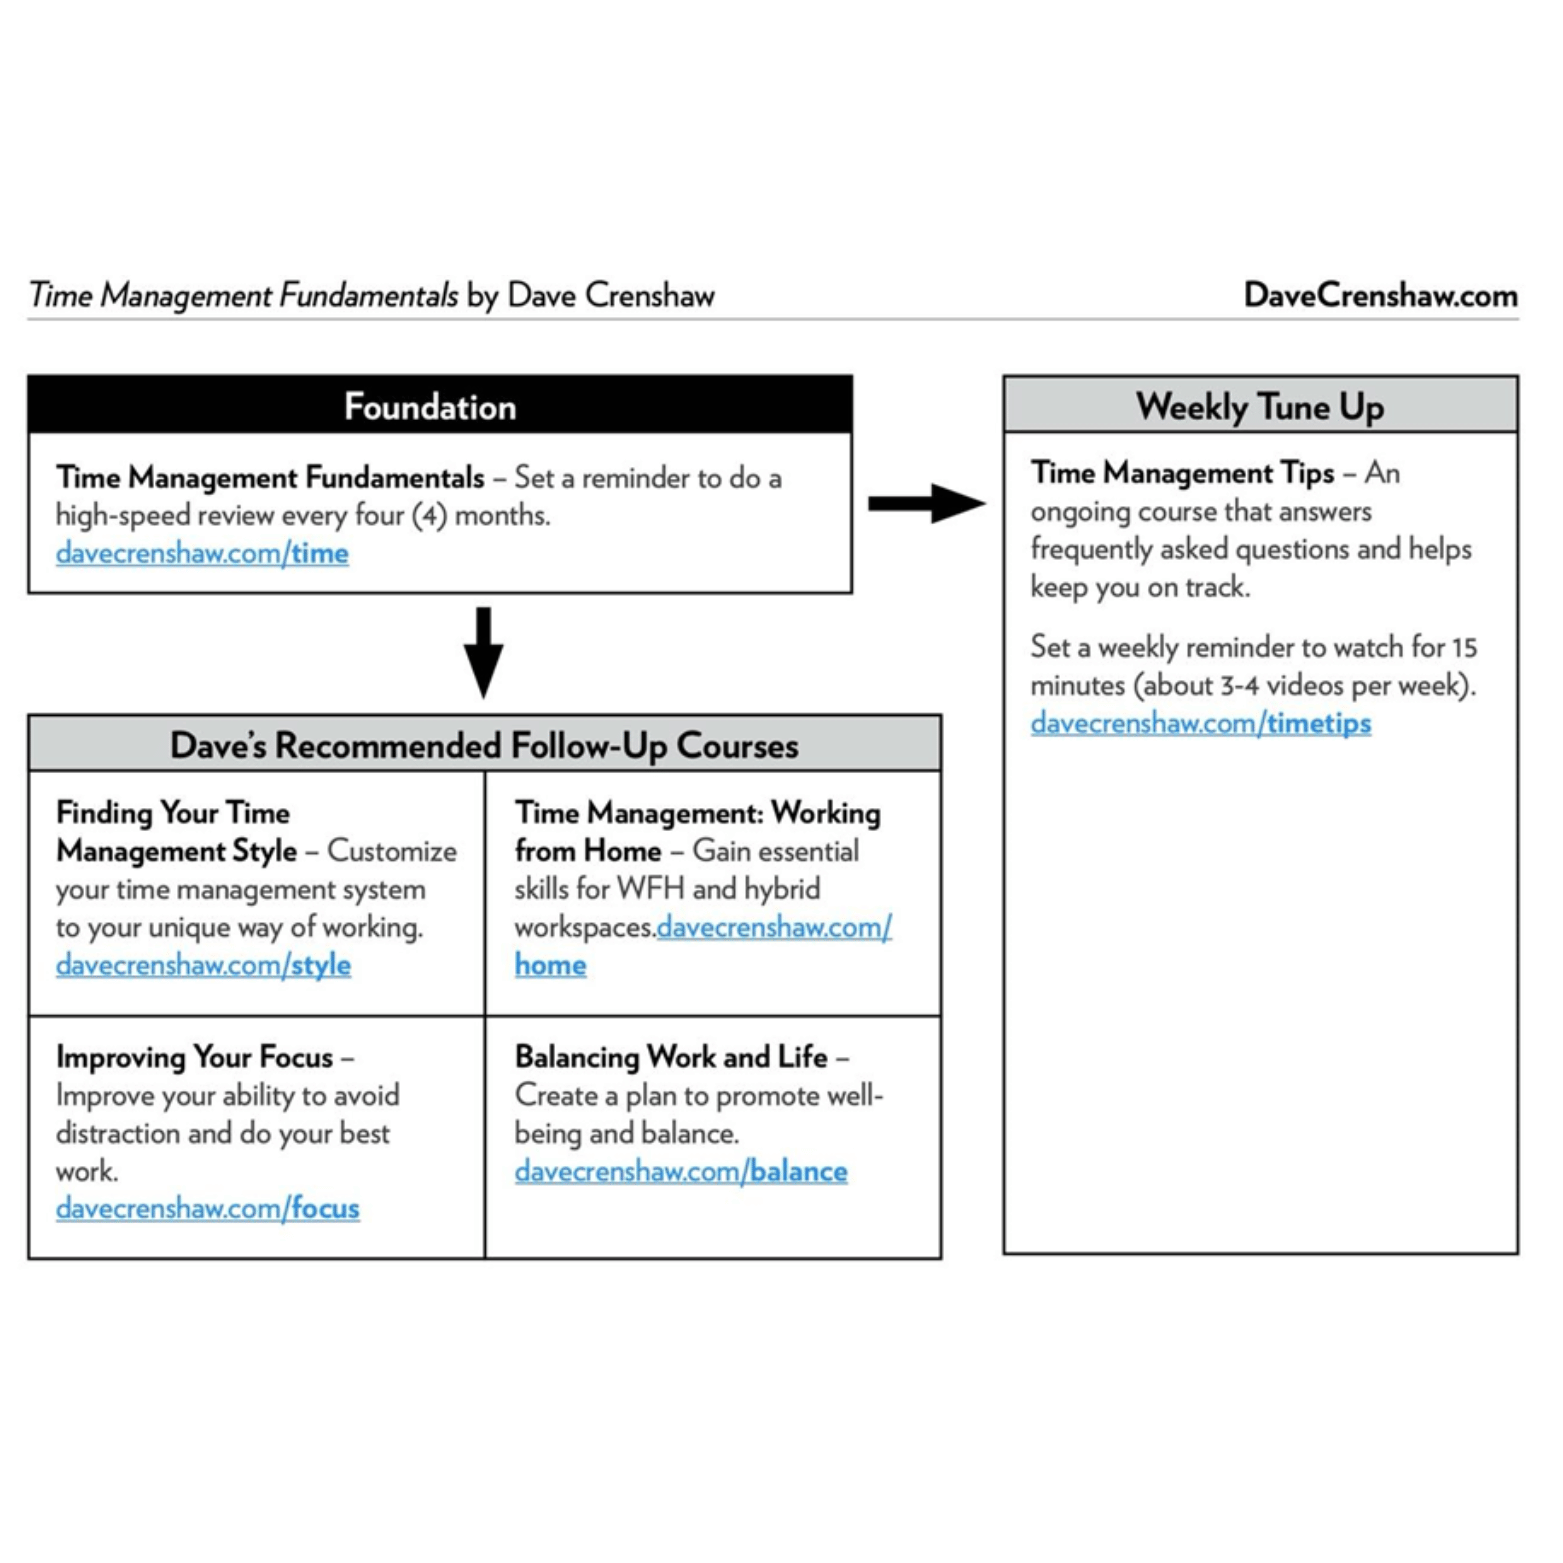 Time Management Fundamentals by Dave Crenshaw
DaveCrenshaw.com
Foundation
Time Management Fundamentals – Set a reminder to do a
high-speed review every four (4) months.
davecrenshaw.com/time
Weekly Tune Up
Time Management Tips – An
ongoing course that answers
frequently asked questions and helps
keep you on track.
Set a weekly reminder to watch for 15
minutes (about 3-4 videos per week).
davecrenshaw.com/timetips
Dave's Recommended Follow-Up Courses
Finding Your Time
Management Style – Customize
your time management system
to your unique way of working.
davecrenshaw.com/style
Time Management: Working
from Home – Gain essential
skills for WFH and hybrid
workspaces.davecrenshaw.com/
home
Improving Your Focus –
Improve your ability to avoid
distraction and do your best
work.
davecrenshaw.com/focus
Balancing Work and Life –
Create a plan to promote well-
being and balance.
davecrenshaw.com/balance